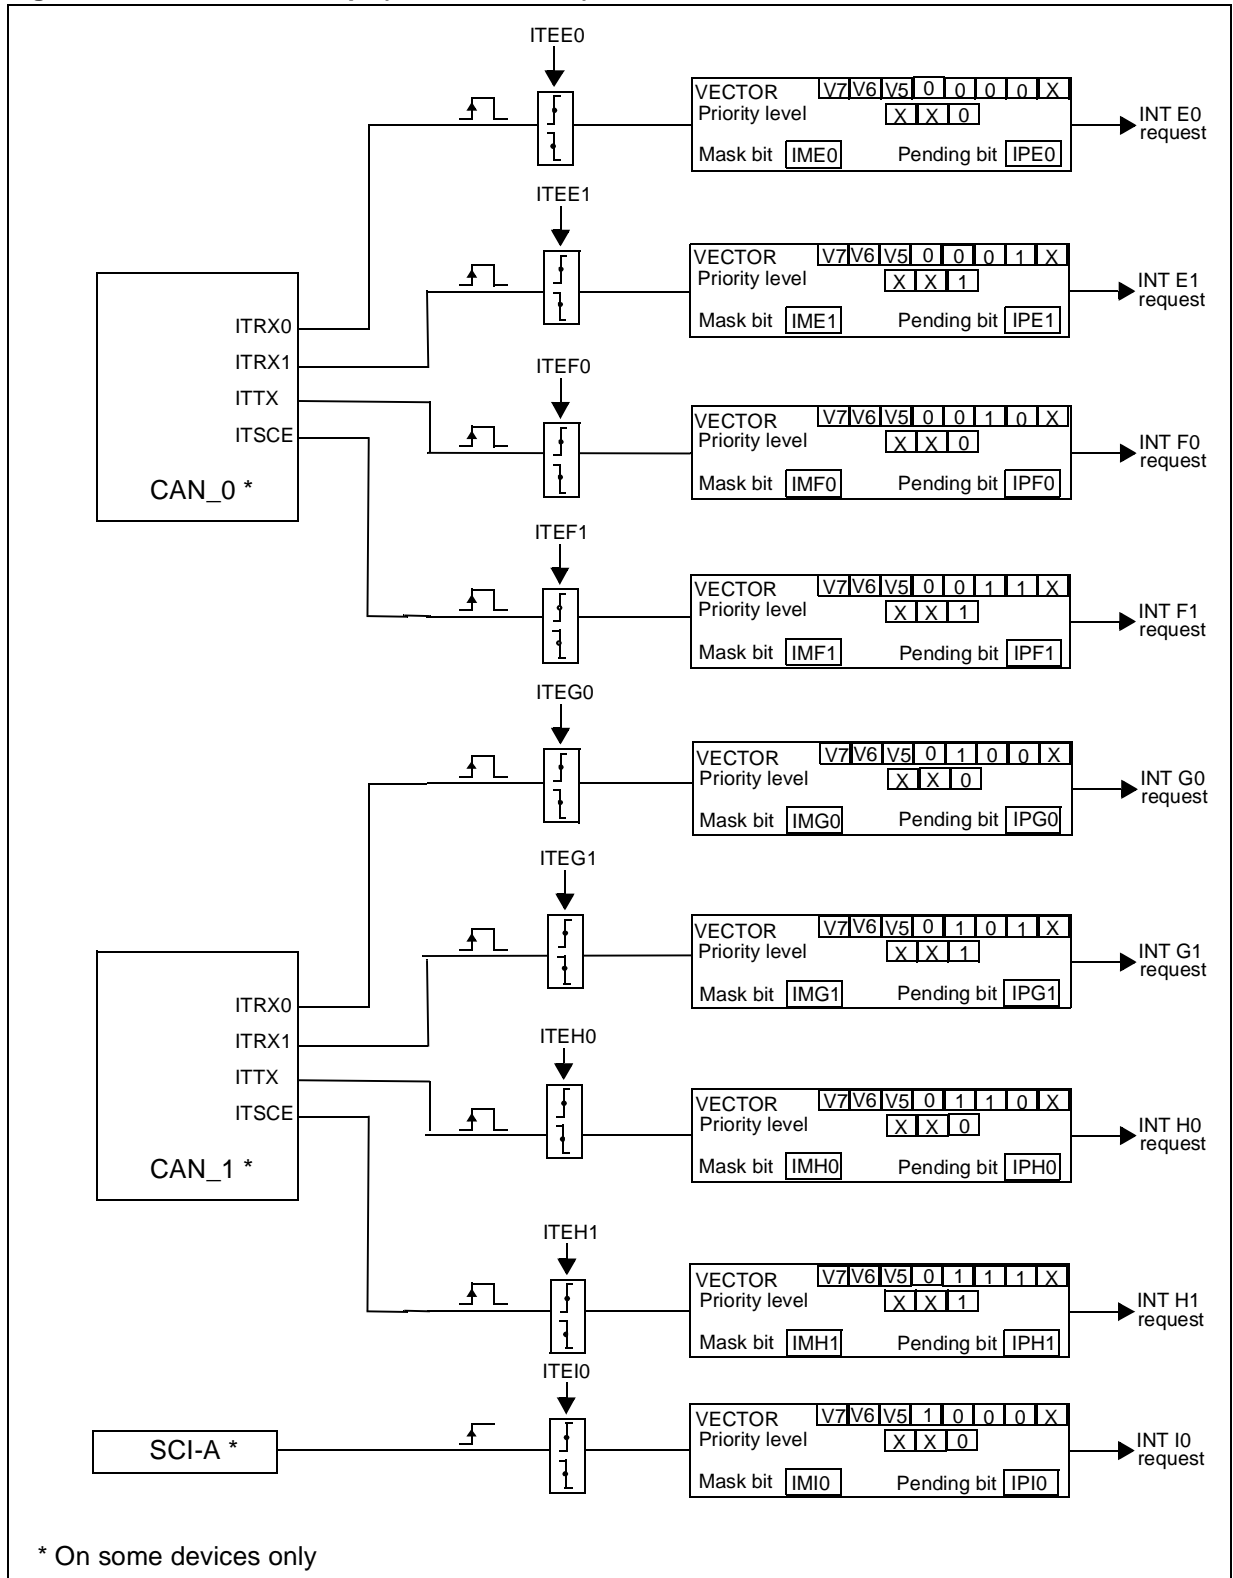 ITEE0
VECTOR V7 V6 V5 0 0 0 0 X
Priority level X X 0
Mask bit IME0 Pending bit IPE0
INT E0
request
ITEE1
VECTOR V7 V6 V5 0 0 0 1 X
Priority level X X 1
Mask bit IME1 Pending bit IPE1
INT E1
request
ITRX0
ITRX1
ITTX
ITSCE
CAN_0 *
ITEF0
VECTOR V7 V6 V5 0 0 1 0 X
Priority level X X 0
Mask bit IMF0 Pending bit IPF0
INT F0
request
ITEF1
VECTOR V7 V6 V5 0 0 1 1 X
Priority level X X 1
Mask bit IMF1 Pending bit IPF1
INT F1
request
ITEG0
VECTOR V7 V6 V5 0 1 0 0 X
Priority level X X 0
Mask bit IMG0 Pending bit IPG0
INT G0
request
ITEG1
VECTOR V7 V6 V5 0 1 0 1 X
Priority level X X 1
Mask bit IMG1 Pending bit IPG1
INT G1
request
ITRX0
ITRX1
ITTX
ITSCE
CAN_1 *
ITEH0
VECTOR V7 V6 V5 0 1 1 0 X
Priority level X X 0
Mask bit IMH0 Pending bit IPH0
INT H0
request
ITEH1
VECTOR V7 V6 V5 0 1 1 1 X
Priority level X X 1
Mask bit IMH1 Pending bit IPH1
INT H1
request
ITEI0
SCI-A *
VECTOR V7 V6 V5 1 0 0 0 X
Priority level X X 0
Mask bit IMI0 Pending bit IPI0
INT I0
request
* On some devices only